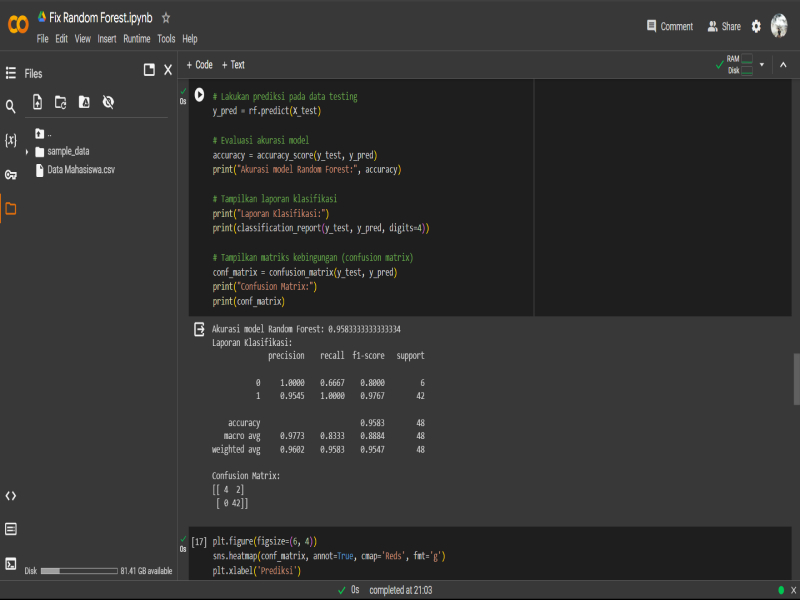 Fix Random Forest.ipynb
File Edit View Insert Runtime Tools Help
Comment Share
Files
+ Code + Text
RAM
Disk
..
sample_data
Data Mahasiswa.csv
0s
# Lakukan prediksi pada data testing
y_pred = rf.predict(X_test)
# Evaluasi akurasi model
accuracy = accuracy_score(y_test, y_pred)
print("Akurasi model Random Forest:", accuracy)
# Tampilkan laporan klasifikasi
print("Laporan Klasifikasi:")
print(classification_report(y_test, y_pred, digits=4))
# Tampilkan matriks kebingungan (confusion matrix)
conf_matrix = confusion_matrix(y_test, y_pred)
print("Confusion Matrix:")
print(conf_matrix)
Akurasi model Random Forest: 0.9583333333333334
Laporan Klasifikasi:
precision recall f1-score support
0 1.0000 0.6667 0.8000 6
1 0.9545 1.0000 0.9767 42
accuracy 0.9583 48
macro avg 0.9773 0.8333 0.8884 48
weighted avg 0.9602 0.9583 0.9547 48
Confusion Matrix:
[[ 4 2]
[ 0 42]]
0s
[17] plt.figure(figsize=(6, 4))
sns.heatmap(conf_matrix, annot=True, cmap='Reds', fmt='g')
plt.xlabel('Prediksi')
Disk 81.41 GB available
0s completed at 21:03